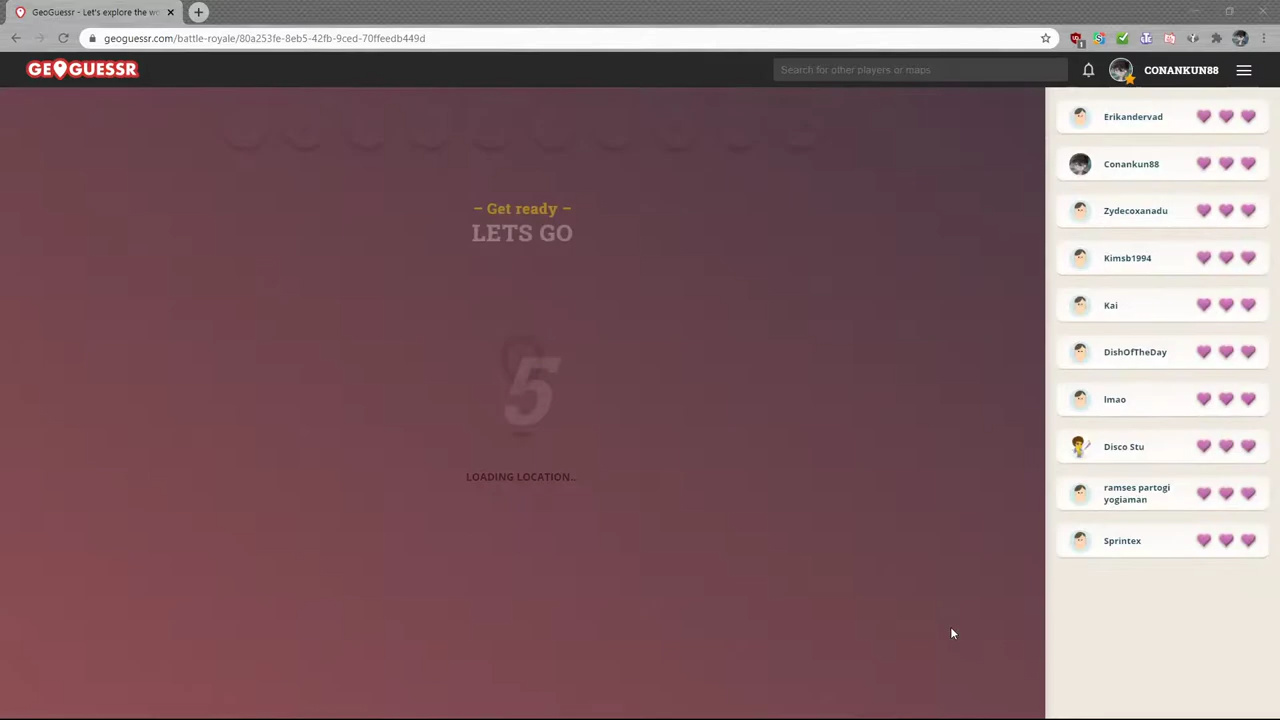 GeoGuessr - Let's explore the wo
geoguessr.com/battle-royale/80a253fe-8eb5-42fb-9ced-70ffeedb449d
1
GEOGUESSR
Search for other players or maps
CONANKUN88
– Get ready –
LETS GO
5
LOADING LOCATION...
Erikandervad
Conankun88
Zydecoxanadu
Kimsb1994
Kai
DishOfTheDay
lmao
Disco Stu
ramses partogi
yogiaman
Sprintex